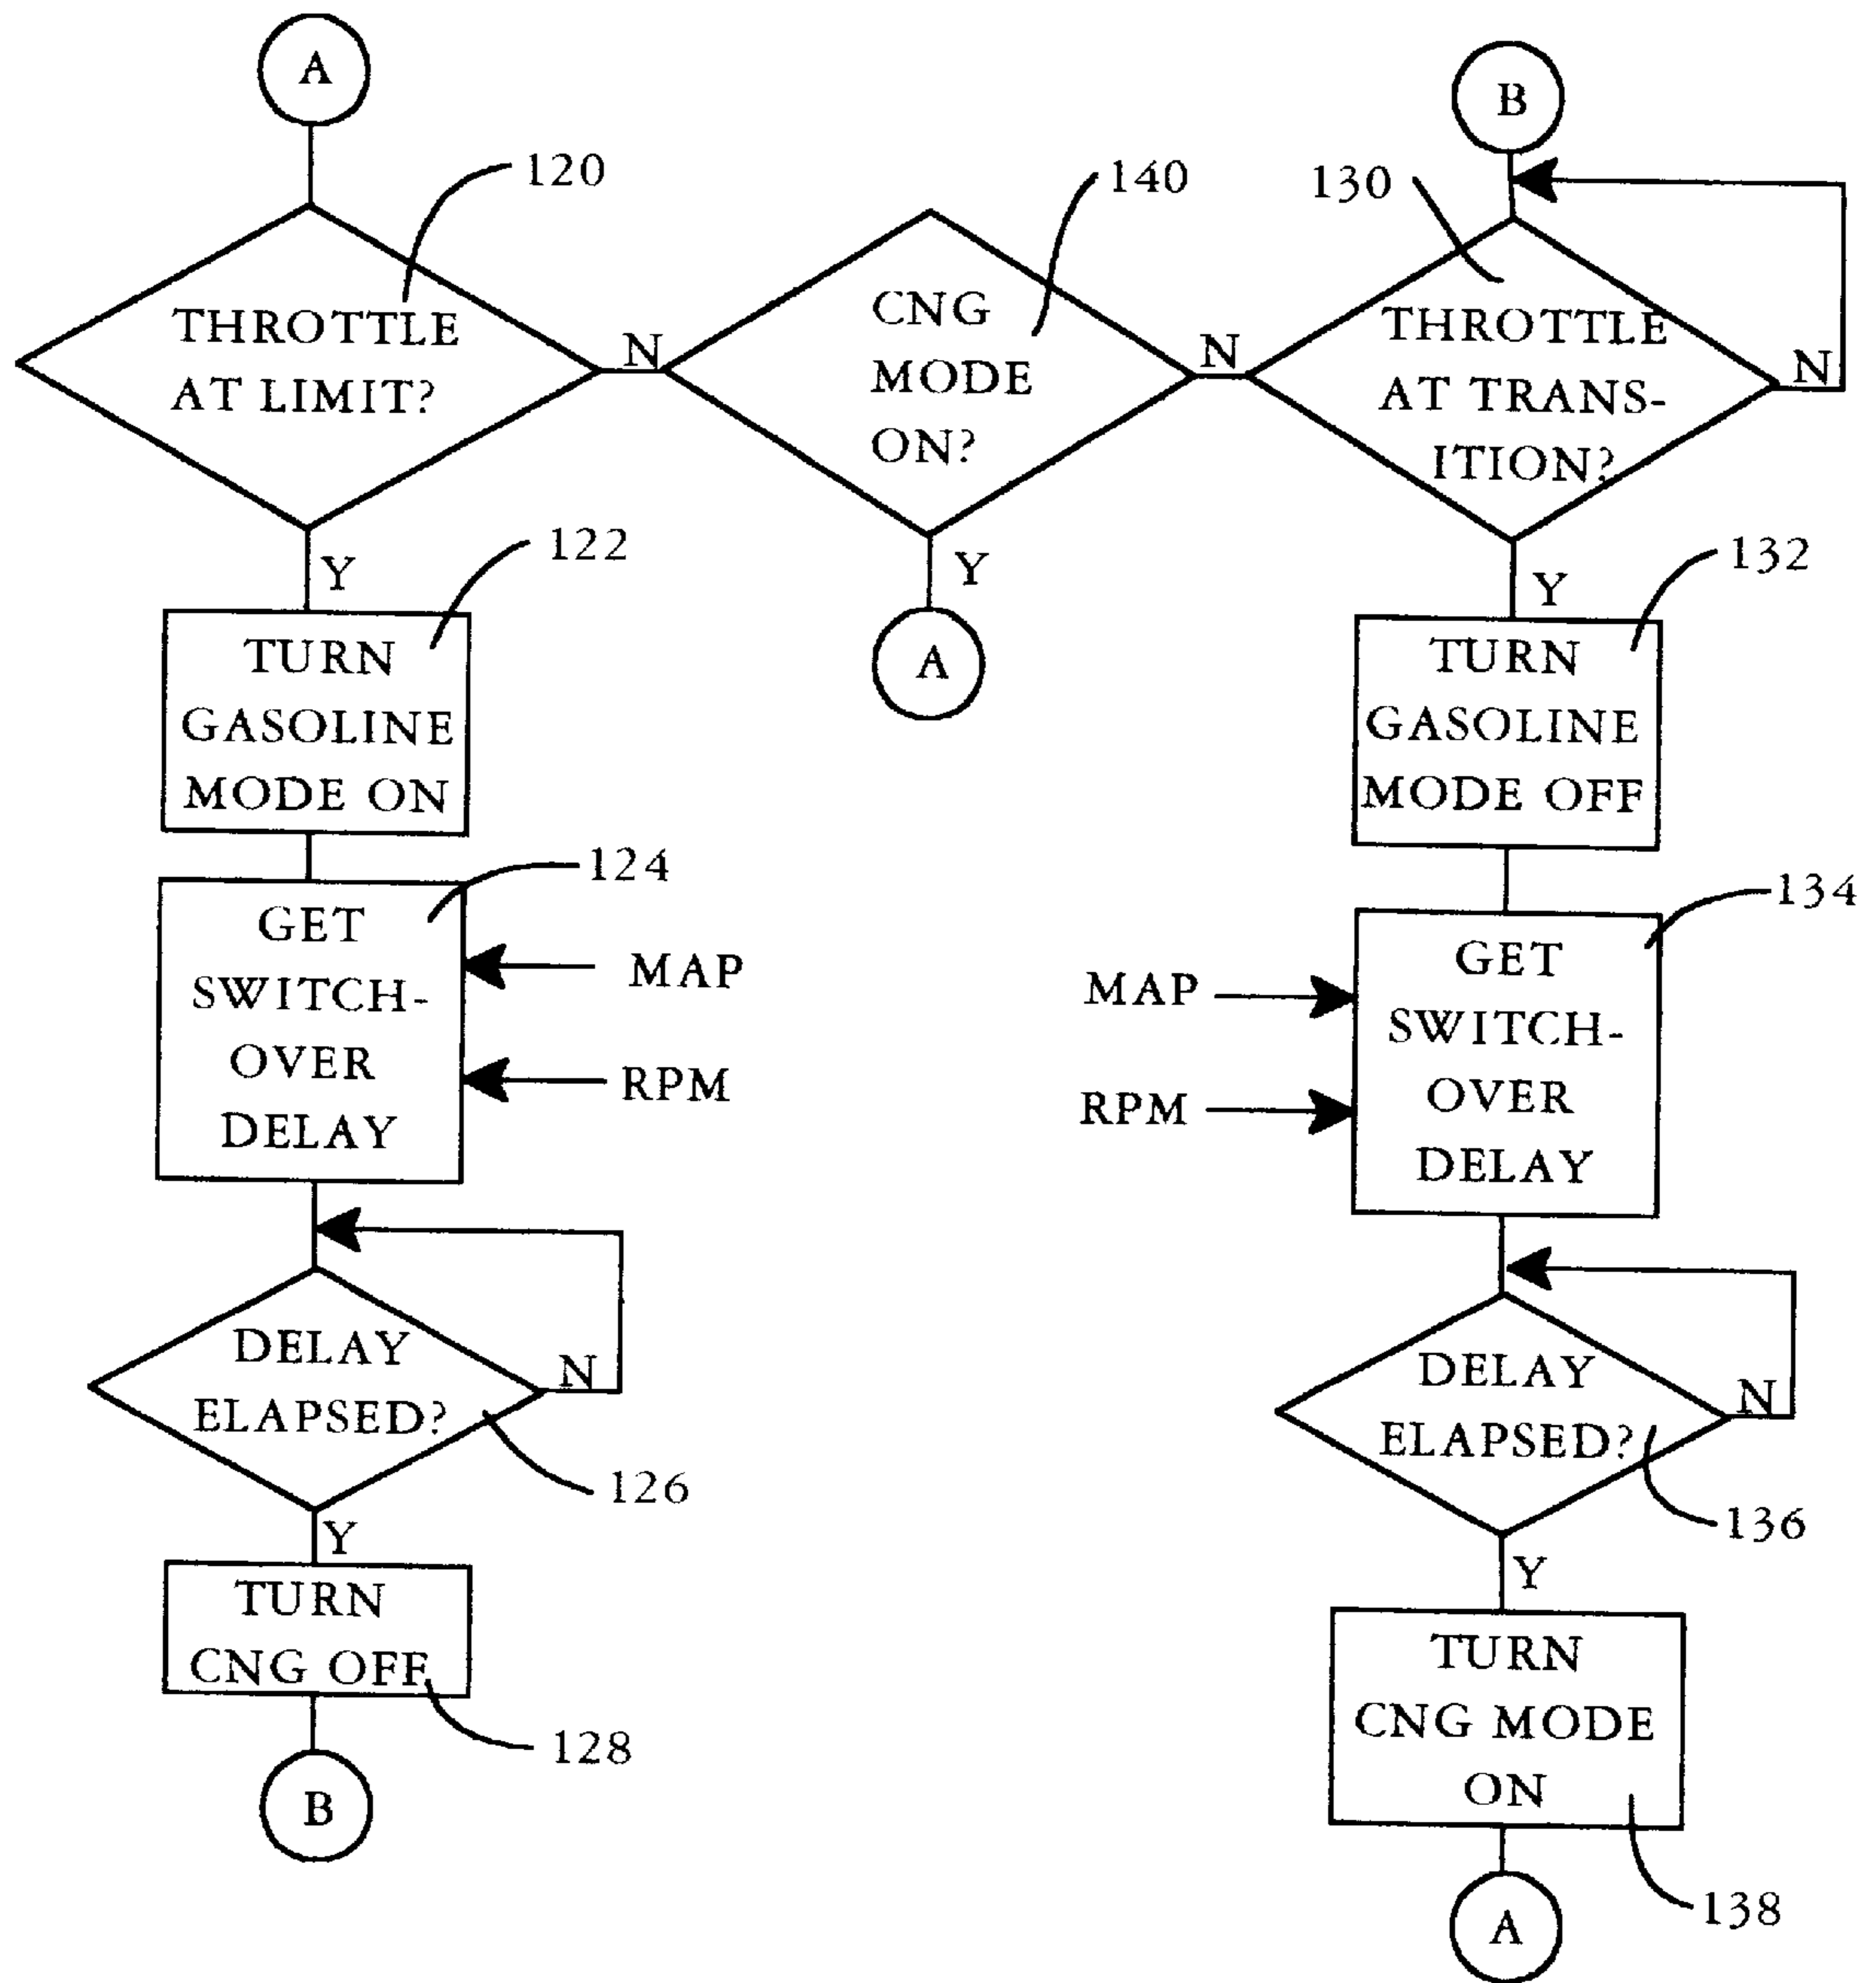 A
120
THROTTLE
AT LIMIT?
N
Y
122
TURN
GASOLINE
MODE ON
124
GET
SWITCH-
OVER
DELAY
MAP
RPM
DELAY
ELAPSED?
N
126
Y
TURN
CNG OFF
128
B
140
CNG
MODE
ON?
N
Y
A
B
130
THROTTLE
AT TRANS-
ITION?
N
Y
132
TURN
GASOLINE
MODE OFF
134
GET
SWITCH-
OVER
DELAY
MAP
RPM
DELAY
ELAPSED?
N
136
Y
TURN
CNG MODE
ON
138
A